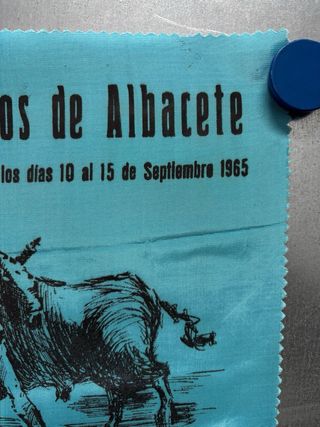 os de Albacete
los días 10 al 15 de Septiembre 1965